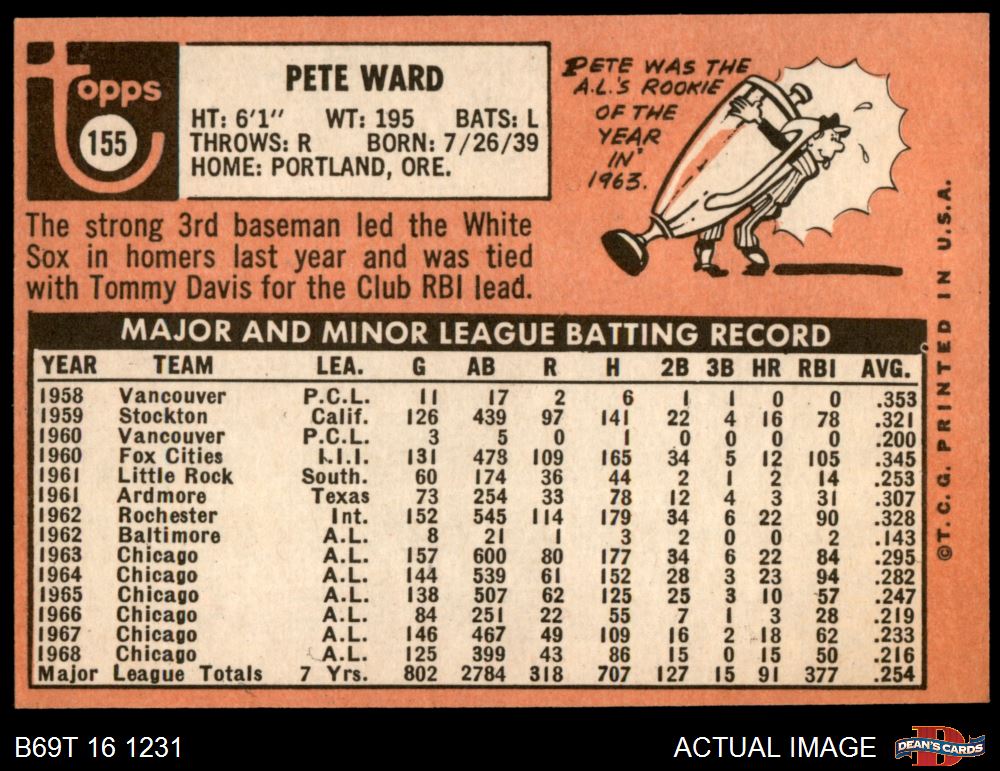 topps
155
PETE WARD
HT: 6'1" WT: 195 BATS: L
THROWS: R BORN: 7/26/39
HOME: PORTLAND, ORE.
PETE WAS THE
A.L.'S ROOKIE
OF THE
YEAR
IN
1963.
The strong 3rd baseman led the White
Sox in homers last year and was tied
with Tommy Davis for the Club RBI lead.
MAJOR AND MINOR LEAGUE BATTING RECORD
YEAR TEAM LEA. G AB R H 2B 3B HR RBI AVG.
1958 Vancouver P.C.L. 11 17 2 6 1 1 0 0 .353
1959 Stockton Calif. 126 439 97 141 22 4 16 78 .321
1960 Vancouver P.C.L. 3 5 0 1 0 0 0 0 .200
1960 Fox Cities I.I.I. 131 478 109 165 34 5 12 105 .345
1961 Little Rock South. 60 174 36 44 2 1 2 14 .253
1961 Ardmore Texas 73 254 33 78 12 4 3 31 .307
1962 Rochester Int. 152 545 114 179 34 6 22 90 .328
1962 Baltimore A.L. 8 21 1 3 2 0 0 2 .143
1963 Chicago A.L. 157 600 80 177 34 6 22 84 .295
1964 Chicago A.L. 144 539 61 152 28 3 23 94 .282
1965 Chicago A.L. 138 507 62 125 25 3 10 57 .247
1966 Chicago A.L. 84 251 22 55 7 1 3 28 .219
1967 Chicago A.L. 146 467 49 109 16 2 18 62 .233
1968 Chicago A.L. 125 399 43 86 15 0 15 50 .216
Major League Totals 7 Yrs. 802 2784 318 707 127 15 91 377 .254
© T. C. G. PRINTED IN U.S.A.
B69T 16 1231
ACTUAL IMAGE
DEAN'S CARDS